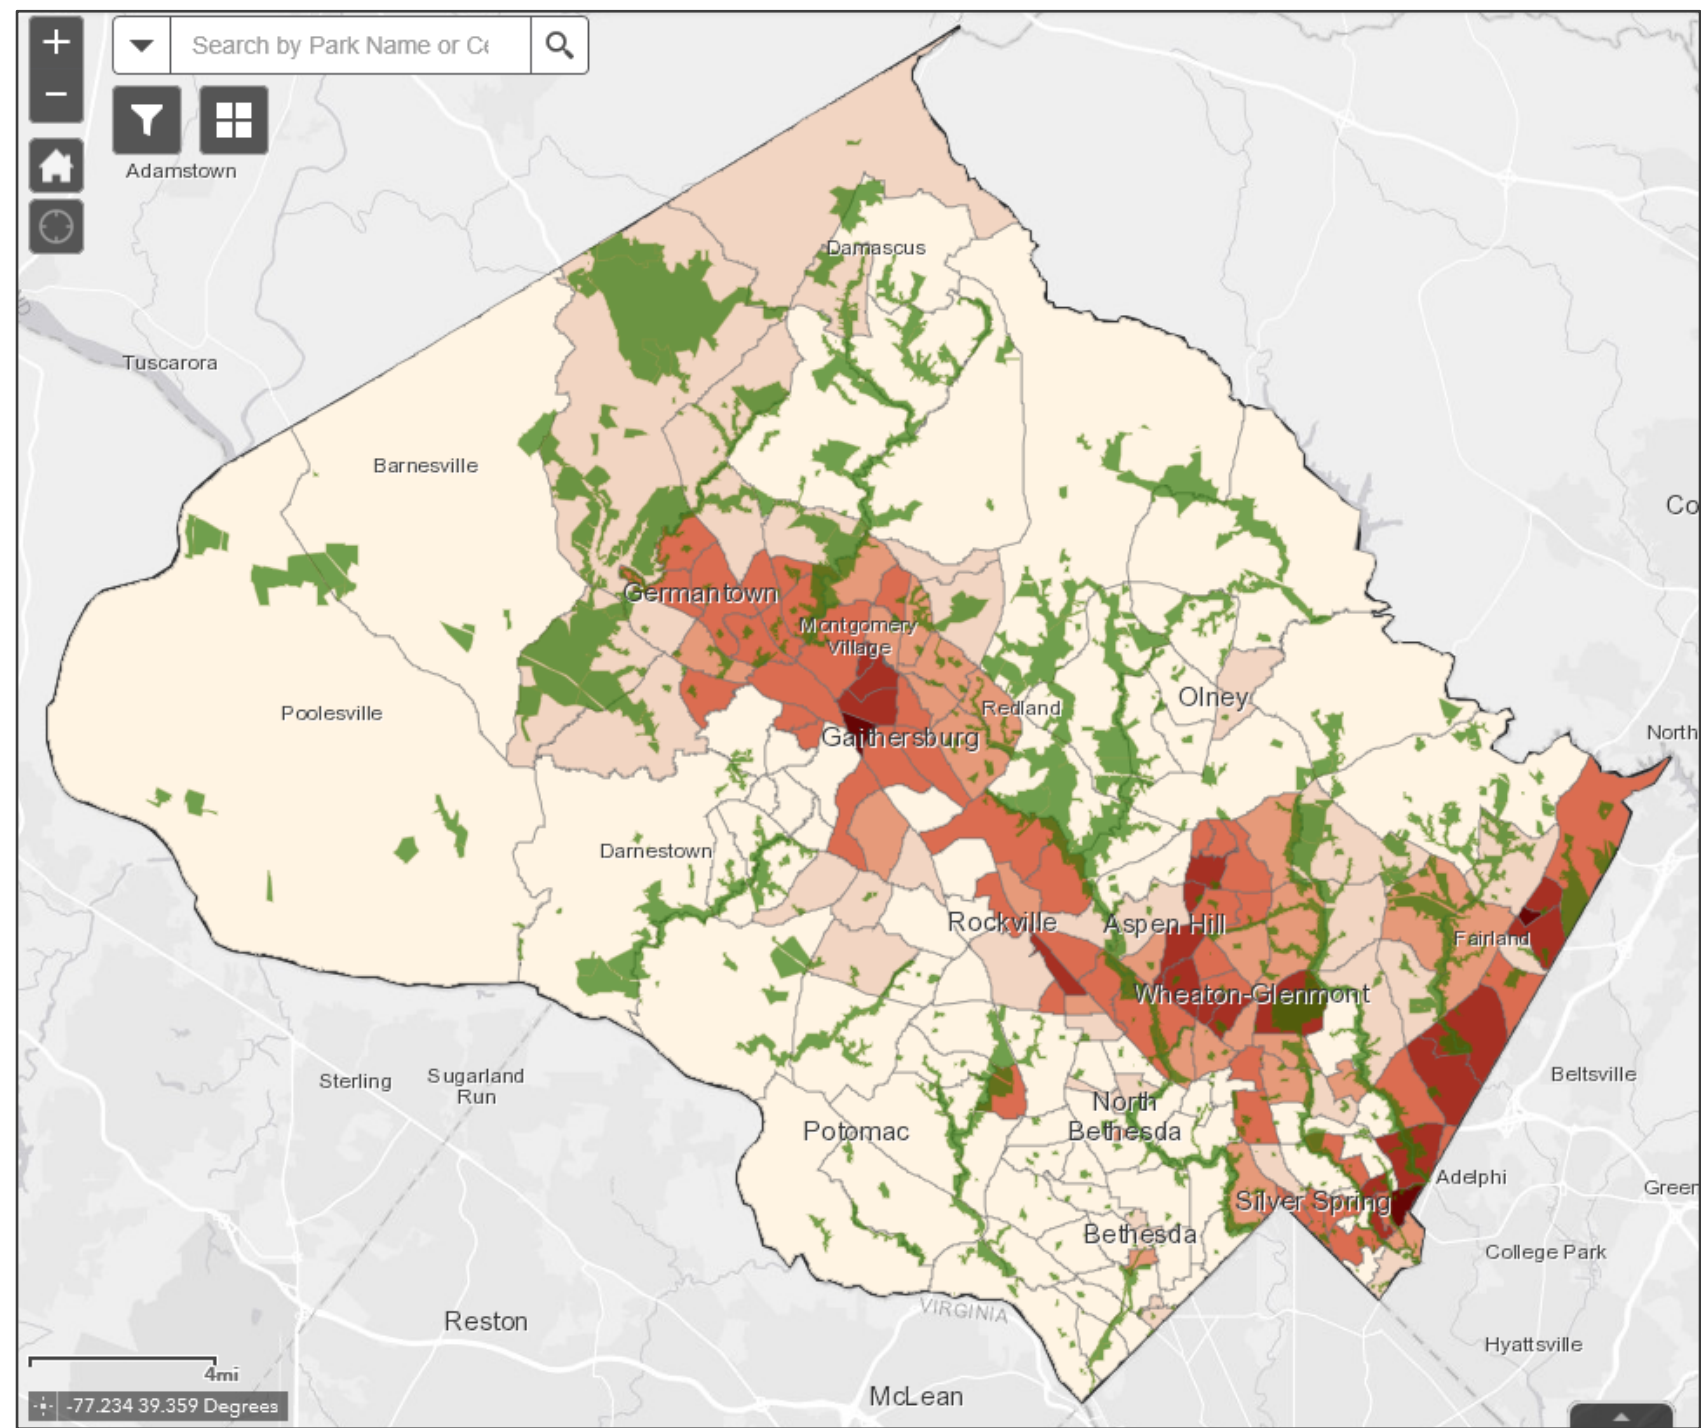 +
Search by Park Name or Ce
−
Adamstown
Damascus
Tuscarora
Barnesville
Co
Germantown
Montgomery
Village
Olney
Redland
Poolesville
North
Gaithersburg
Darnestown
Rockville
Aspen Hill
Fairland
Wheaton-Glenmont
Sterling
Sugarland
Run
Beltsville
North
Bethesda
Potomac
Adelphi
Green
Silver Spring
Bethesda
College Park
VIRGINIA
Reston
Hyattsville
4mi
McLean
-77.234 39.359 Degrees